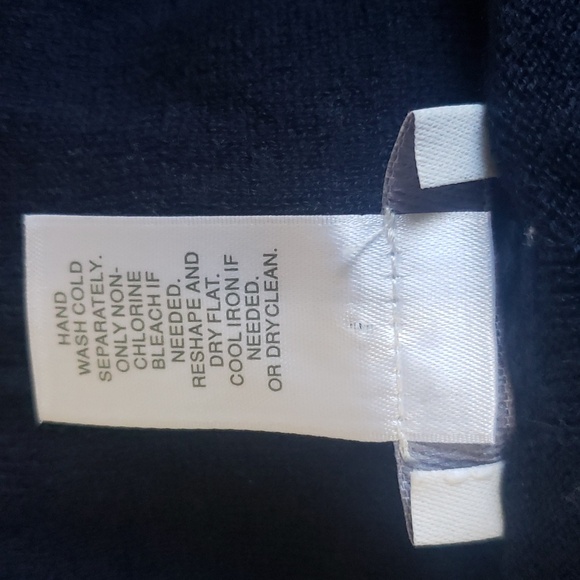 HAND
WASH COLD
SEPARATELY.
ONLY NON-
CHLORINE
BLEACH IF
NEEDED.
RESHAPE AND
DRY FLAT.
COOL IRON IF
NEEDED.
OR DRYCLEAN.